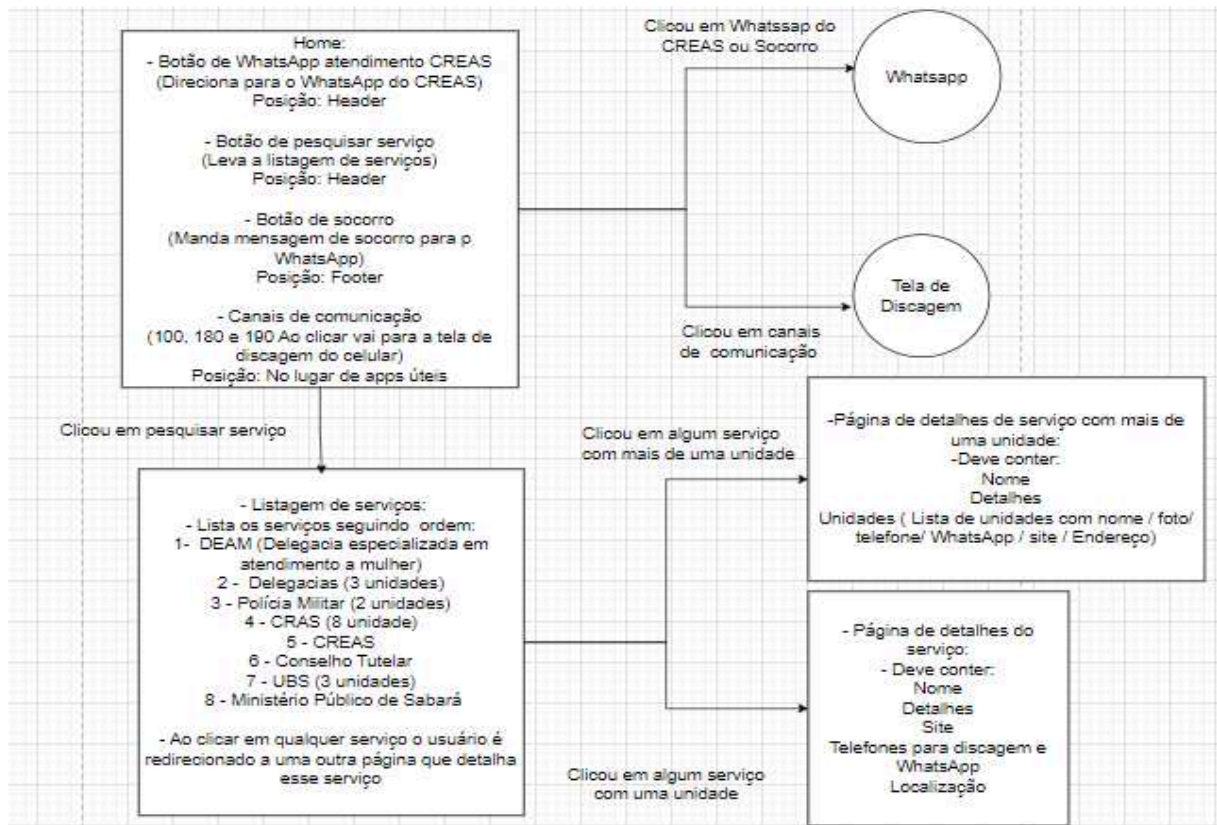 Home:
- Botão de WhatsApp atendimento CREAS
(Direciona para o WhatsApp do CREAS)
Posição: Header
- Botão de pesquisar serviço
(Leva a listagem de serviços)
Posição: Header
- Botão de socorro
(Manda mensagem de socorro para p
WhatsApp)
Posição: Footer
- Canais de comunicação
(100, 180 e 190 Ao clicar vai para a tela de
discagem do celular)
Posição: No lugar de apps úteis
Clicou em Whatssap do
CREAS ou Socorro
Whatsapp
Tela de
Discagem
Clicou em canais
de comunicação
Clicou em pesquisar serviço
- Listagem de serviços:
- Lista os serviços seguindo ordem:
1- DEAM (Delegacia especializada em
atendimento a mulher)
2 - Delegacias (3 unidades)
3 - Polícia Militar (2 unidades)
4 - CRAS (8 unidade)
5 - CREAS
6 - Conselho Tutelar
7 - UBS (3 unidades)
8 - Ministério Público de Sabará
- Ao clicar em qualquer serviço o usuário é
redirecionado a uma outra página que detalha
esse serviço
Clicou em algum serviço
com mais de uma unidade
-Página de detalhes de serviço com mais de
uma unidade:
-Deve conter:
Nome
Detalhes
Unidades ( Lista de unidades com nome / foto/
telefone/ WhatsApp / site / Endereço)
Clicou em algum serviço
com uma unidade
- Página de detalhes do
serviço:
- Deve conter:
Nome
Detalhes
Site
Telefones para discagem e
WhatsApp
Localização